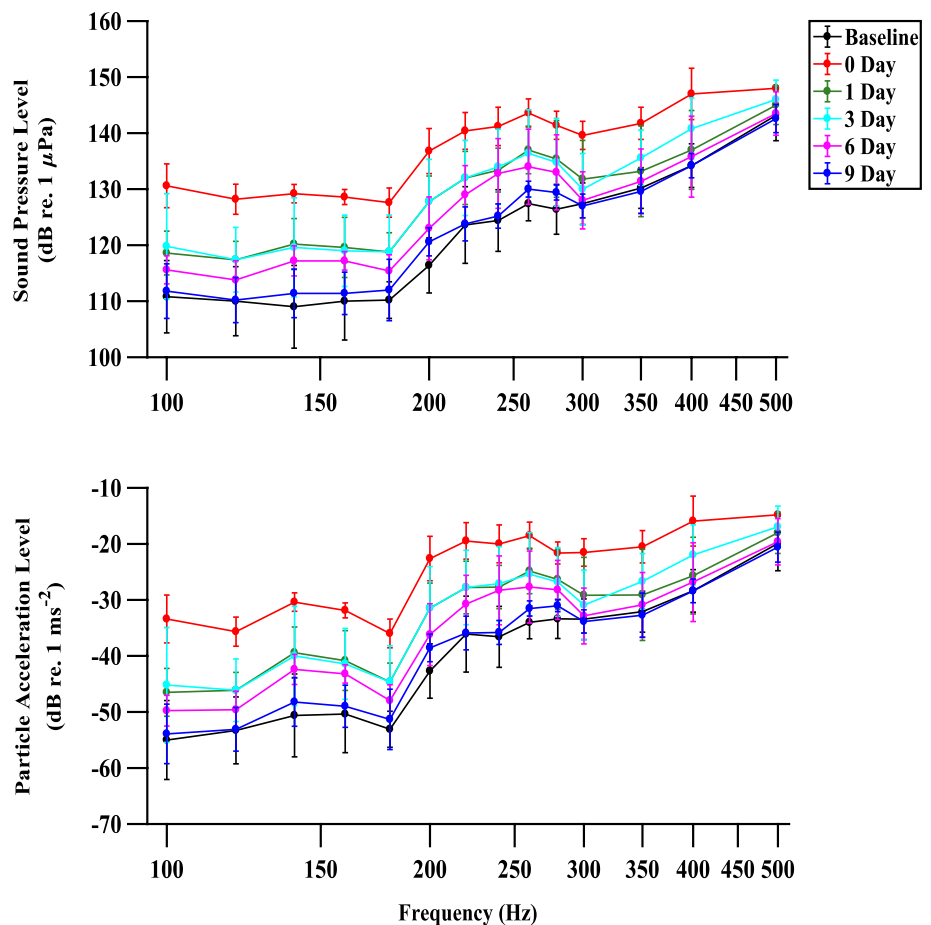 160
150
140
130
120
110
100
Sound Pressure Level
(dB re. 1 μPa)
100 150 200 250 300 350 400 450 500
Baseline
0 Day
1 Day
3 Day
6 Day
9 Day
-10
-20
-30
-40
-50
-60
-70
Particle Acceleration Level
(dB re. 1 ms-2)
100 150 200 250 300 350 400 450 500
Frequency (Hz)